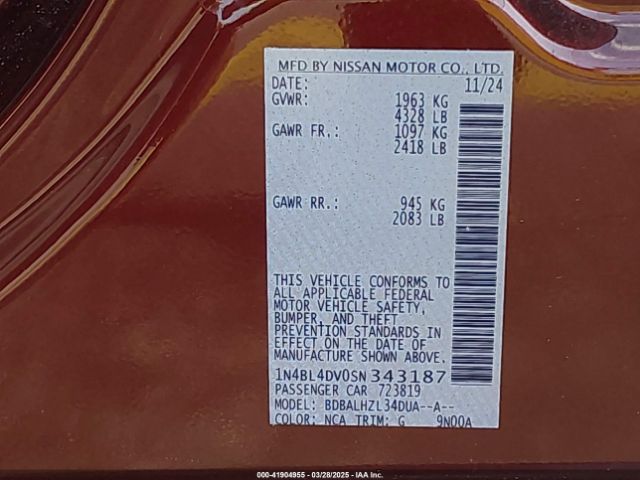 MFD BY NISSAN MOTOR CO., LTD.
DATE: 11/24
GVWR: 1963 KG
4328 LB
GAWR FR.: 1097 KG
2418 LB
GAWR RR.: 945 KG
2083 LB
THIS VEHICLE CONFORMS TO
ALL APPLICABLE FEDERAL
MOTOR VEHICLE SAFETY,
BUMPER, AND THEFT
PREVENTION STANDARDS IN
EFFECT ON THE DATE OF
MANUFACTURE SHOWN ABOVE.
1N4BL4DV0SN343187
PASSENGER CAR 723819
MODEL: BDBALHZL34DUA--A--
COLOR: NCA TRIM: G 9N00A
000-41904955 — 03/28/2025 — IAA Inc.